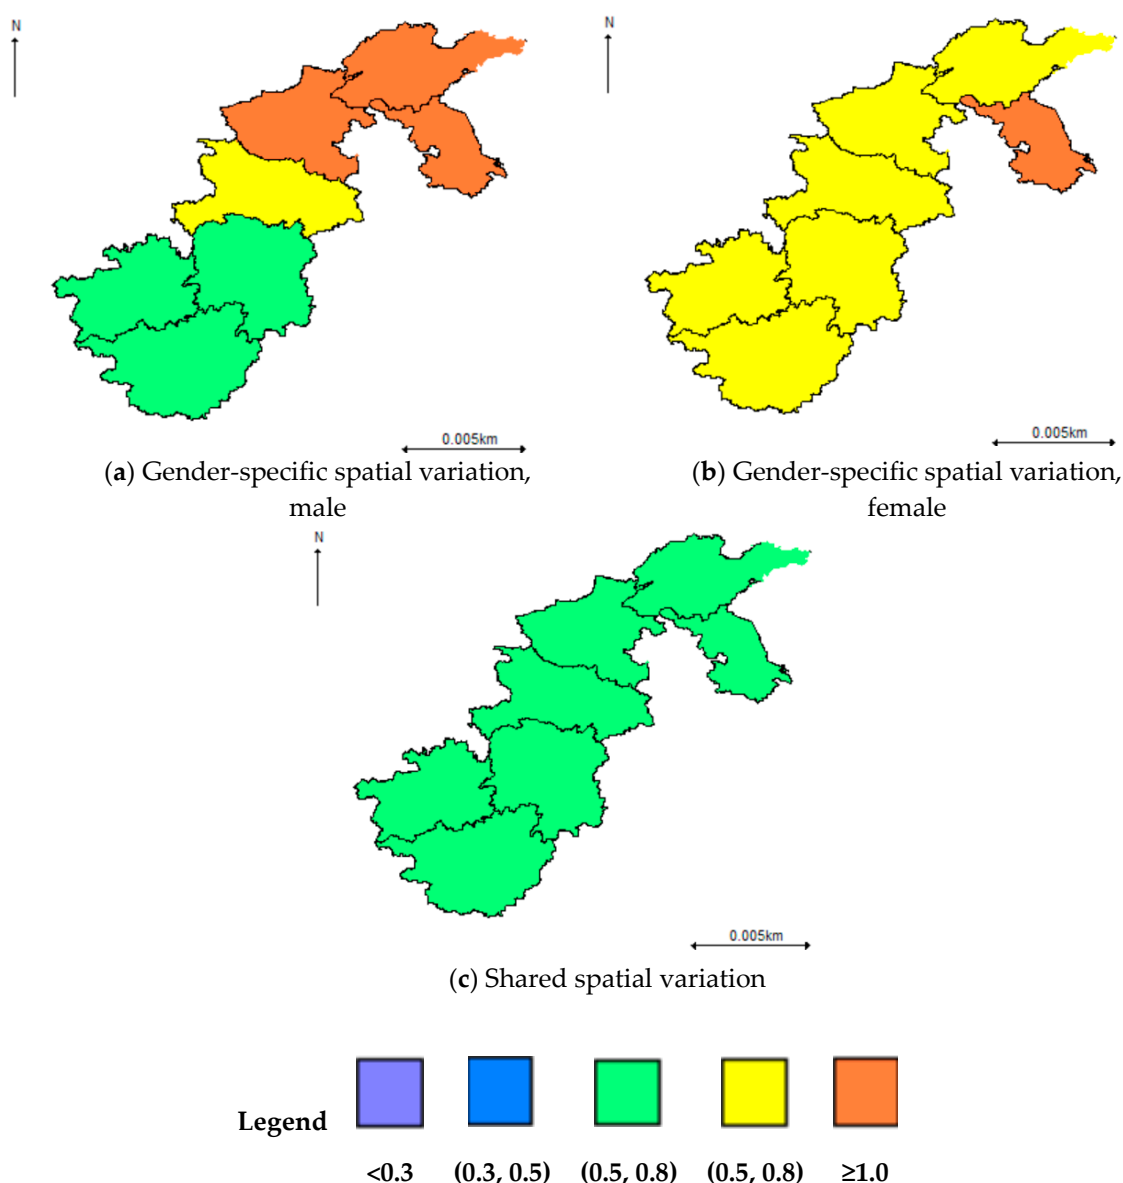 N
N
0.005km
0.005km
(a) Gender-specific spatial variation,
male
(b) Gender-specific spatial variation,
female
N
0.005km
(c) Shared spatial variation
Legend
<0.3 (0.3, 0.5) (0.5, 0.8) (0.5, 0.8) ≥1.0